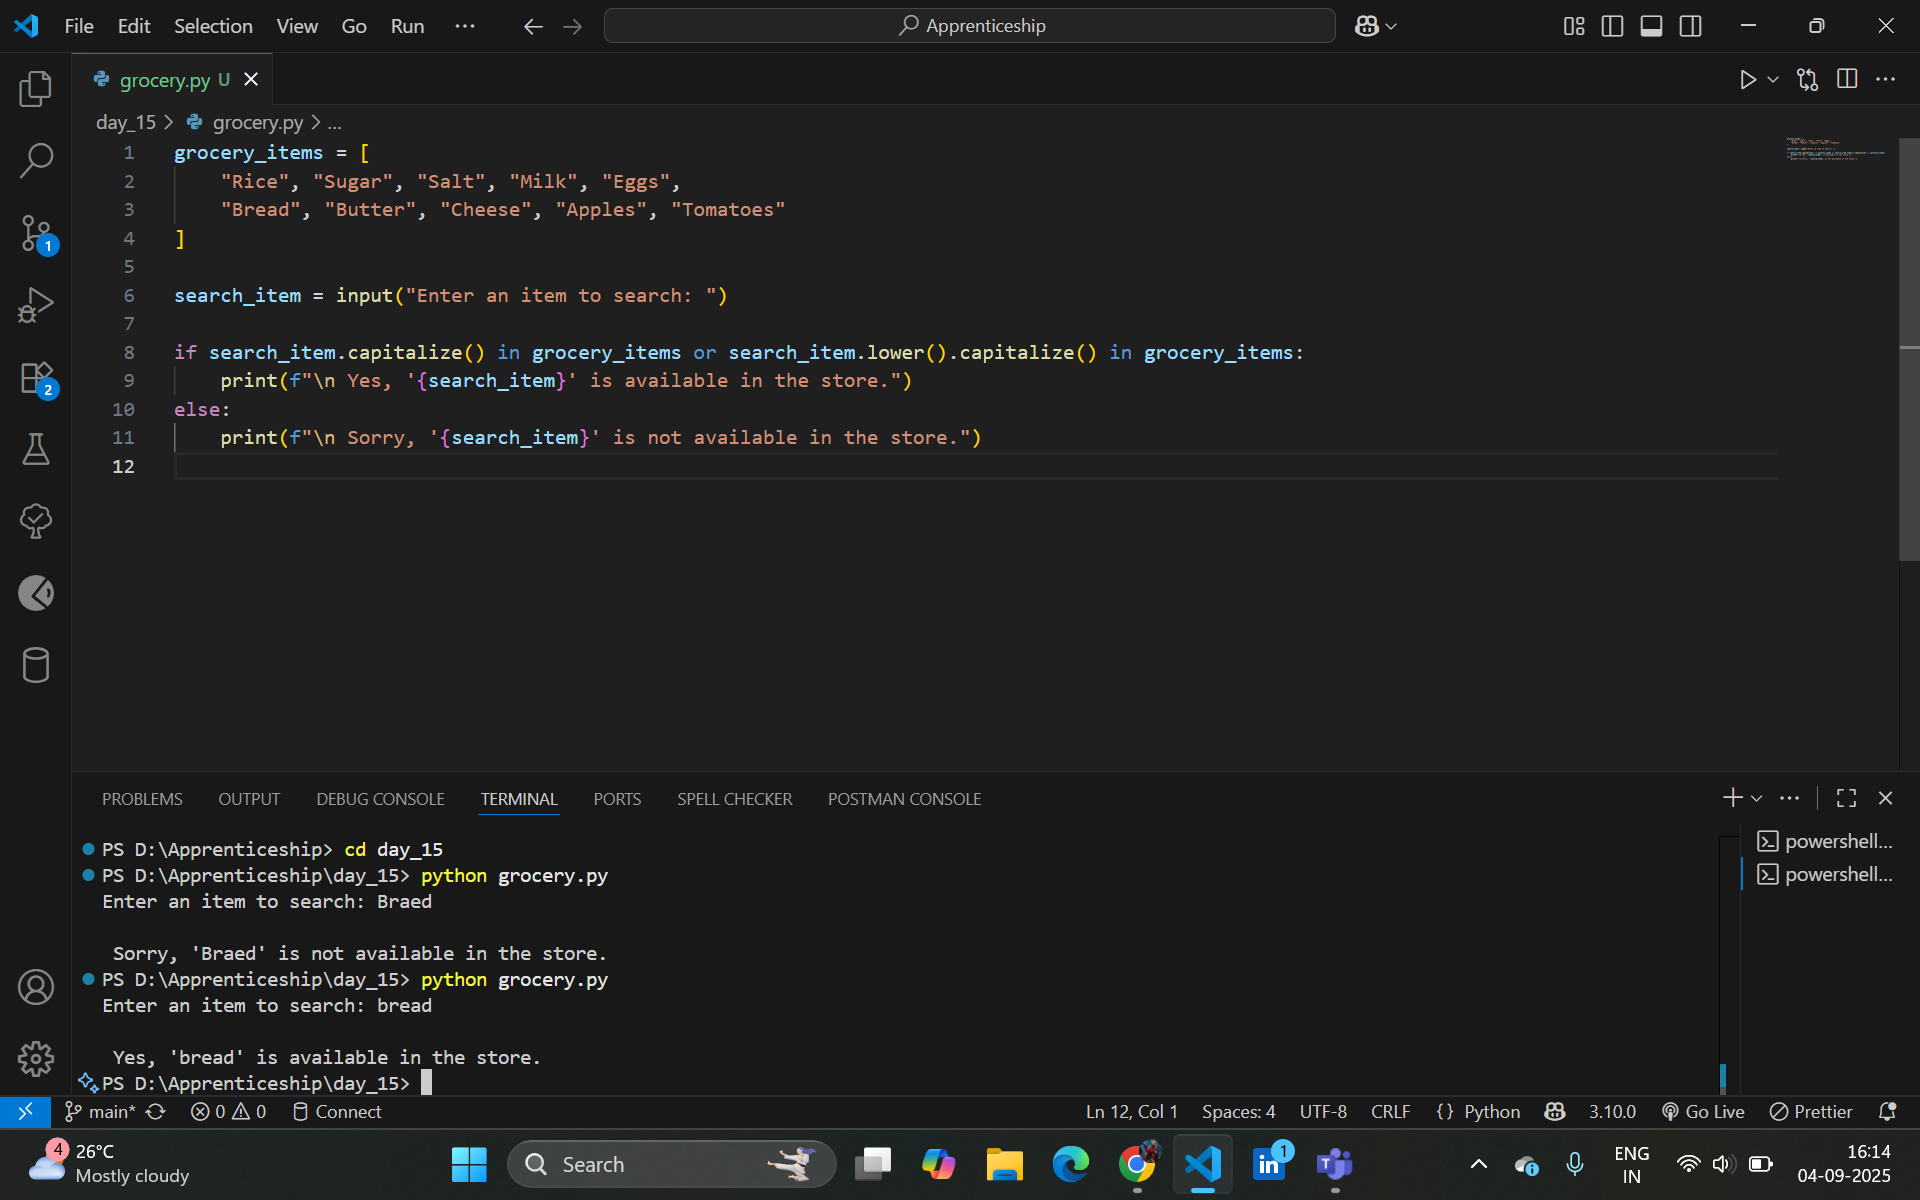 File Edit Selection View Go Run ··· Apprenticeship
grocery.py U
day_15 > grocery.py > ...
1 grocery_items = [
2     "Rice", "Sugar", "Salt", "Milk", "Eggs",
3     "Bread", "Butter", "Cheese", "Apples", "Tomatoes"
4 ]
5
6 search_item = input("Enter an item to search: ")
7
8 if search_item.capitalize() in grocery_items or search_item.lower().capitalize() in grocery_items:
9     print(f"\n Yes, '{search_item}' is available in the store.")
10 else:
11     print(f"\n Sorry, '{search_item}' is not available in the store.")
12
1
2
PROBLEMS OUTPUT DEBUG CONSOLE TERMINAL PORTS SPELL CHECKER POSTMAN CONSOLE
PS D:\Apprenticeship> cd day_15
PS D:\Apprenticeship\day_15> python grocery.py
Enter an item to search: Braed
Sorry, 'Braed' is not available in the store.
PS D:\Apprenticeship\day_15> python grocery.py
Enter an item to search: bread
Yes, 'bread' is available in the store.
PS D:\Apprenticeship\day_15>
powershell...
powershell...
main* 0 0 Connect Ln 12, Col 1 Spaces: 4 UTF-8 CRLF {} Python 3.10.0 Go Live Prettier
4 26°C
Mostly cloudy
Search
1
ENG
IN
16:14
04-09-2025